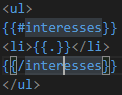 <ul>
{{#interesses}}
<li>{{.}}</li>
{{/interesses}}
</ul>